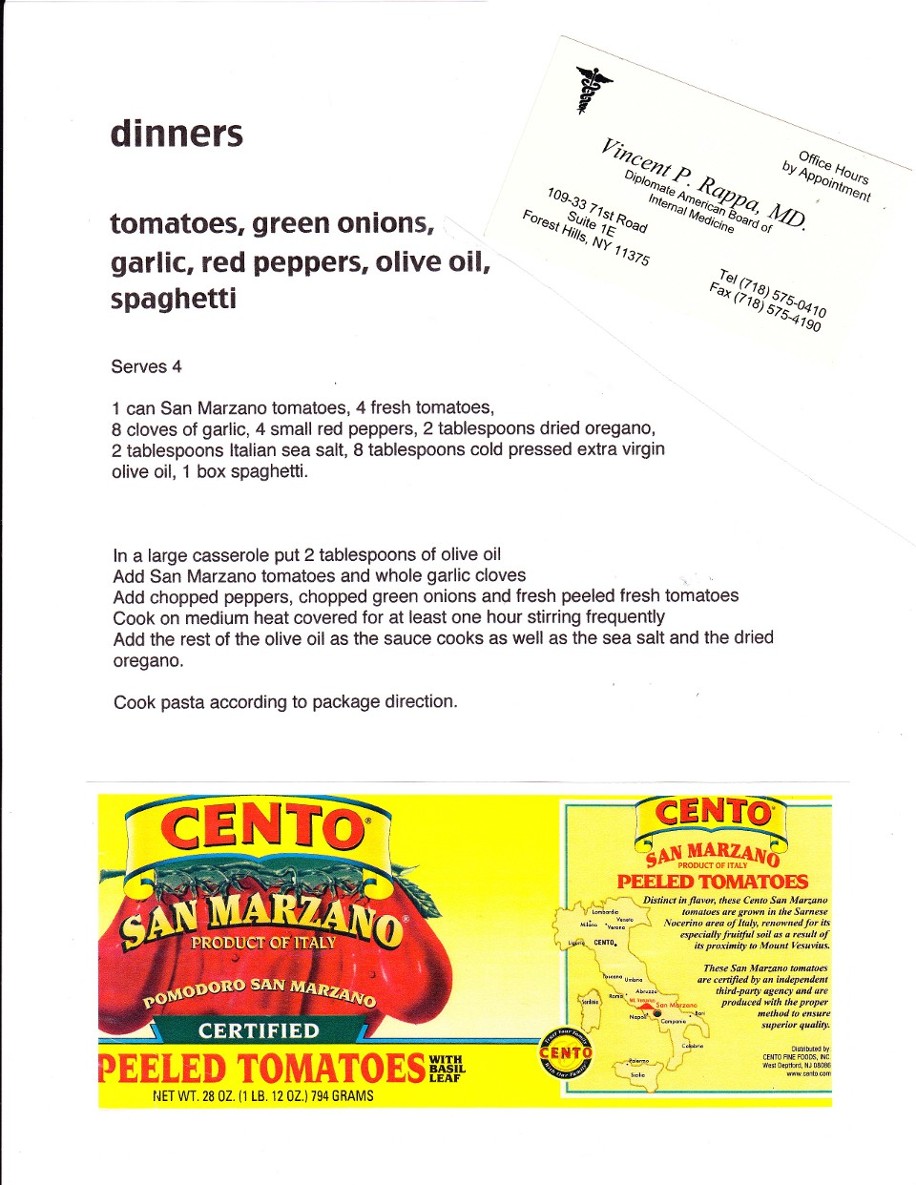 dinners
tomatoes, green onions,
garlic, red peppers, olive oil,
spaghetti
Office Hours
by Appointment
Vincent P. Rappa, MD.
Diplomate American Board of
Internal Medicine
109-33 71st Road
Suite 1E
Forest Hills, NY 11375
Tel (718) 575-0410
Fax (718) 575-4190
Serves 4
1 can San Marzano tomatoes, 4 fresh tomatoes,
8 cloves of garlic, 4 small red peppers, 2 tablespoons dried oregano,
2 tablespoons Italian sea salt, 8 tablespoons cold pressed extra virgin
olive oil, 1 box spaghetti.
In a large casserole put 2 tablespoons of olive oil
Add San Marzano tomatoes and whole garlic cloves
Add chopped peppers, chopped green onions and fresh peeled fresh tomatoes
Cook on medium heat covered for at least one hour stirring frequently
Add the rest of the olive oil as the sauce cooks as well as the sea salt and the dried
oregano.
Cook pasta according to package direction.
CENTO®
SAN MARZANO®
PRODUCT OF ITALY
POMODORO SAN MARZANO
CERTIFIED
PEELED TOMATOES WITH BASIL LEAF
NET WT. 28 OZ. (1 LB. 12 OZ.) 794 GRAMS
CENTO®
SAN MARZANO
PRODUCT OF ITALY
PEELED TOMATOES
Distinct in flavor, these Cento San Marzano
tomatoes are grown in the Sarnese
Nocerino area of Italy, renowned for its
especially fruitful soil as a result of
its proximity to Mount Vesuvius.
These San Marzano tomatoes
are certified by an independent
third-party agency and are
produced with the proper
method to ensure
superior quality.
Lombardia
Milano
Veneto
Verona
Liguria
CENTO
Toscana
Umbria
Abruzzo
Roma
San Marzano
Napoli
Campania
Bari
Calabria
Palermo
Sicilia
Trust Your Family
CENTO
With Our Family
Distributed by:
CENTO FINE FOODS, INC.
West Deptford, NJ 08086
www.cento.com